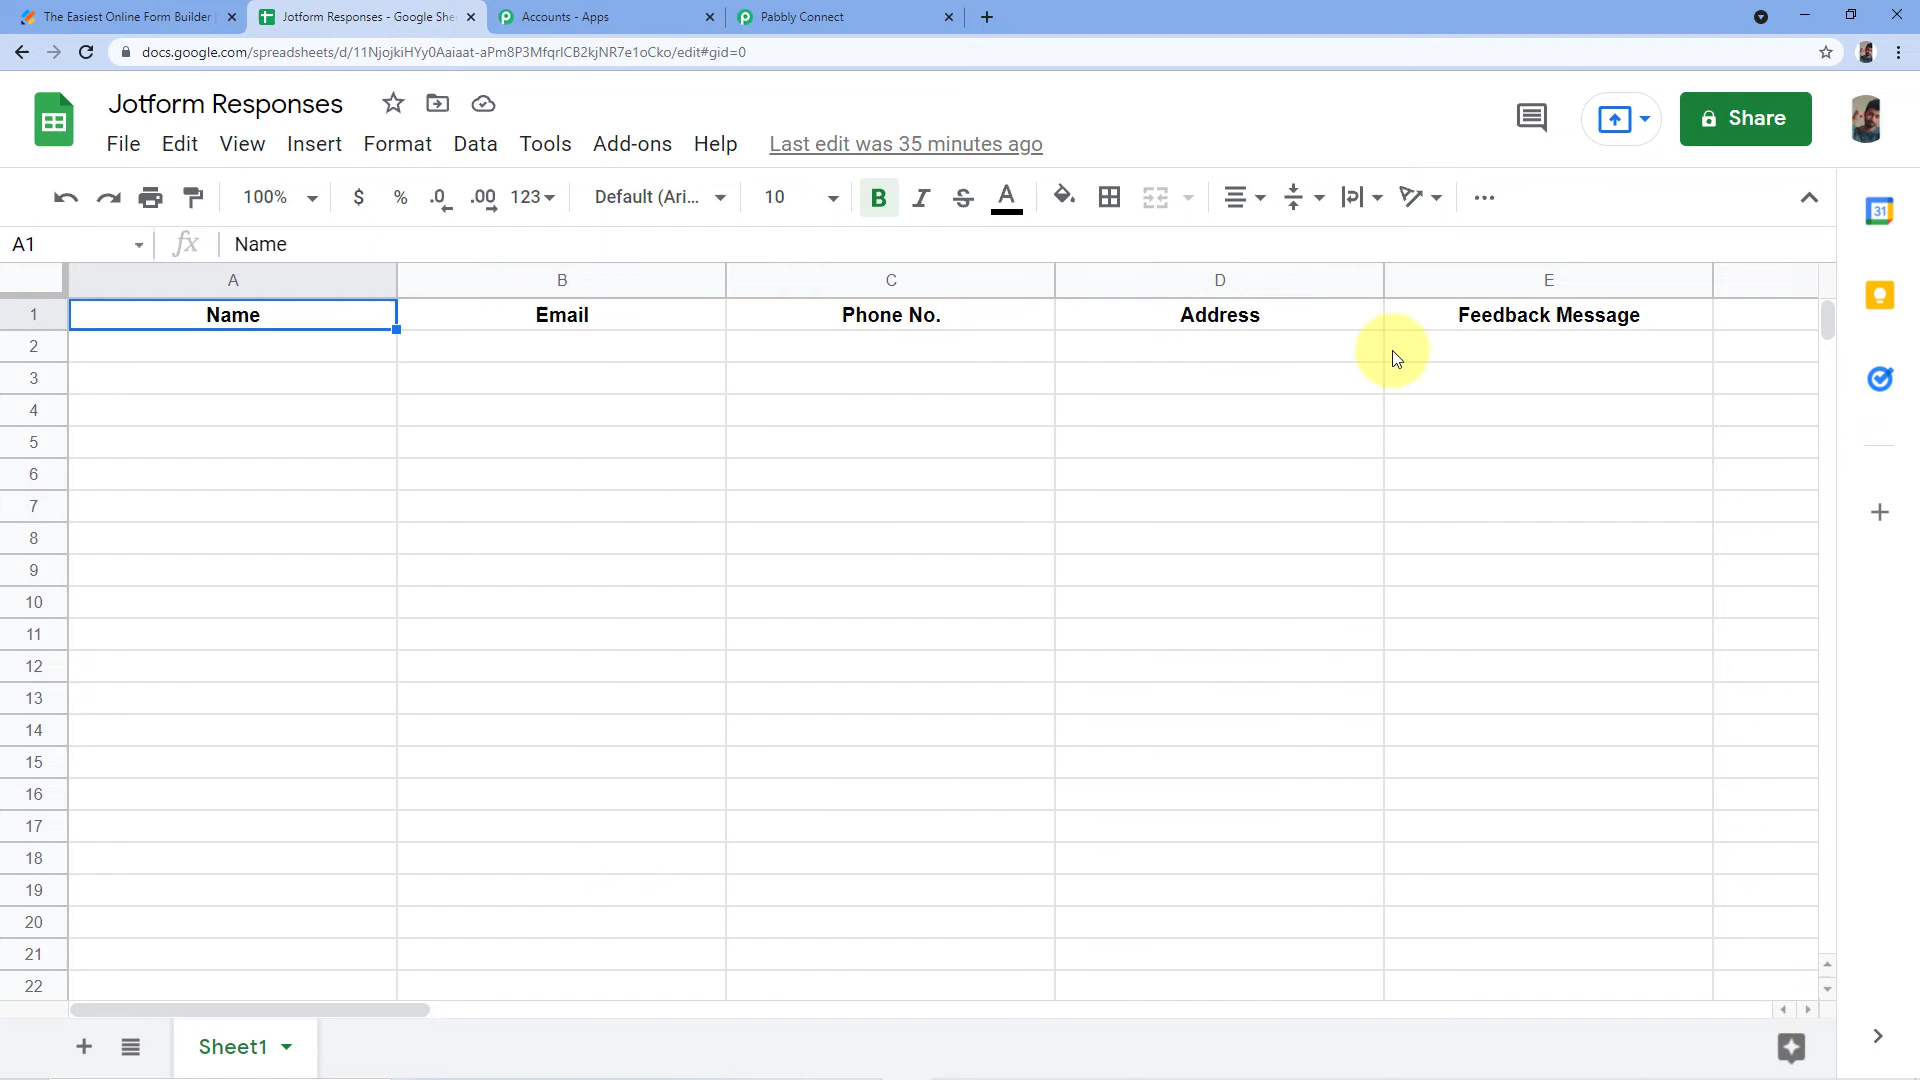 The Easiest Online Form Builder
Jotform Responses - Google She
Accounts - Apps
Pabbly Connect
docs.google.com/spreadsheets/d/11NjojkiHYy0Aaiaat-aPm8P3MfqrICB2kjNR7e1oCko/edit#gid=0
Jotform Responses
File Edit View Insert Format Data Tools Add-ons Help Last edit was 35 minutes ago
Share
100% $ % .0 .00 123 Default (Ari... 10 B I S A
31
A1 fx Name
A B C D E
1 Name Email Phone No. Address Feedback Message
2
3
4
5
6
7
8
9
10
11
12
13
14
15
16
17
18
19
20
21
22
Sheet1